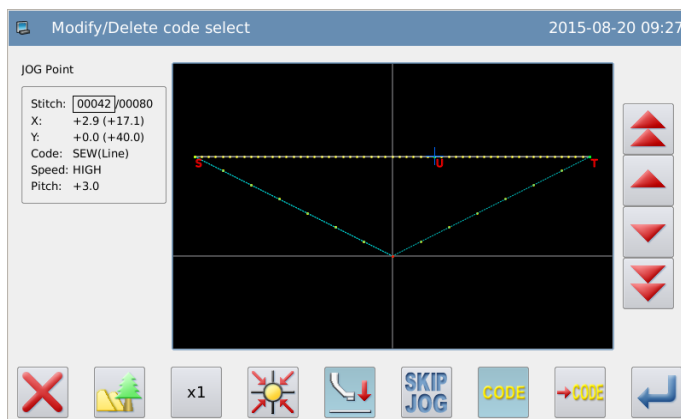 Modify/Delete code select 2015-08-20 09:27
JOG Point
Stitch: 00042 /00080
X: +2.9 (+17.1)
Y: +0.0 (+40.0)
Code: SEW(Line)
Speed: HIGH
Pitch: +3.0
S U T
x1 SKIP JOG CODE →CODE